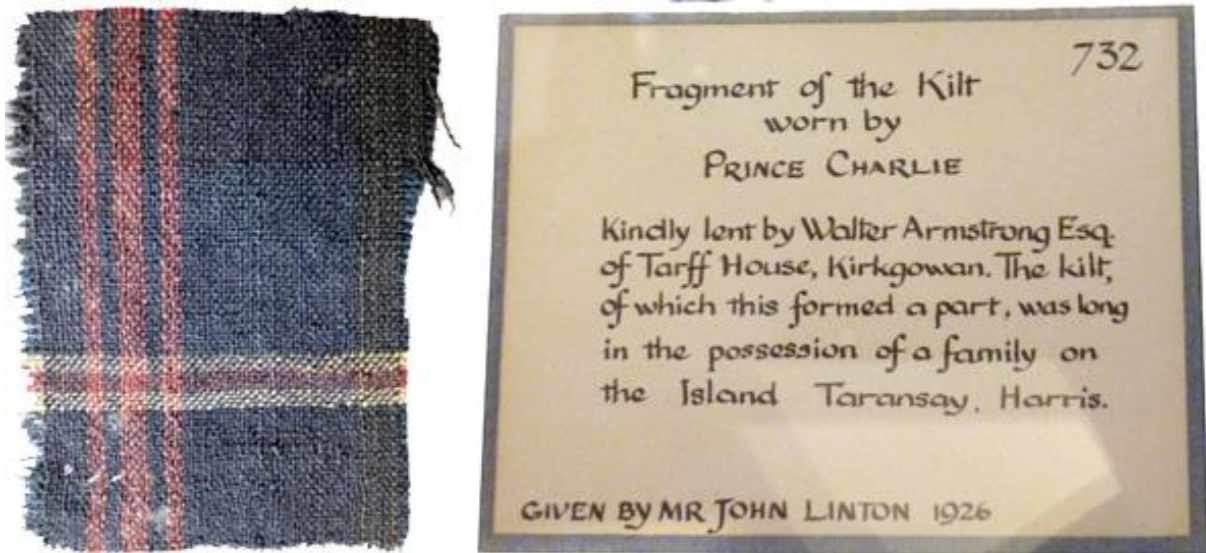 732
Fragment of the Kilt
worn by
PRINCE CHARLIE
Kindly lent by Walter Armstrong Esq.
of Tarff House, Kirkgowan. The kilt,
of which this formed a part, was long
in the possession of a family on
the Island Taransay, Harris.
GIVEN BY MR JOHN LINTON 1926